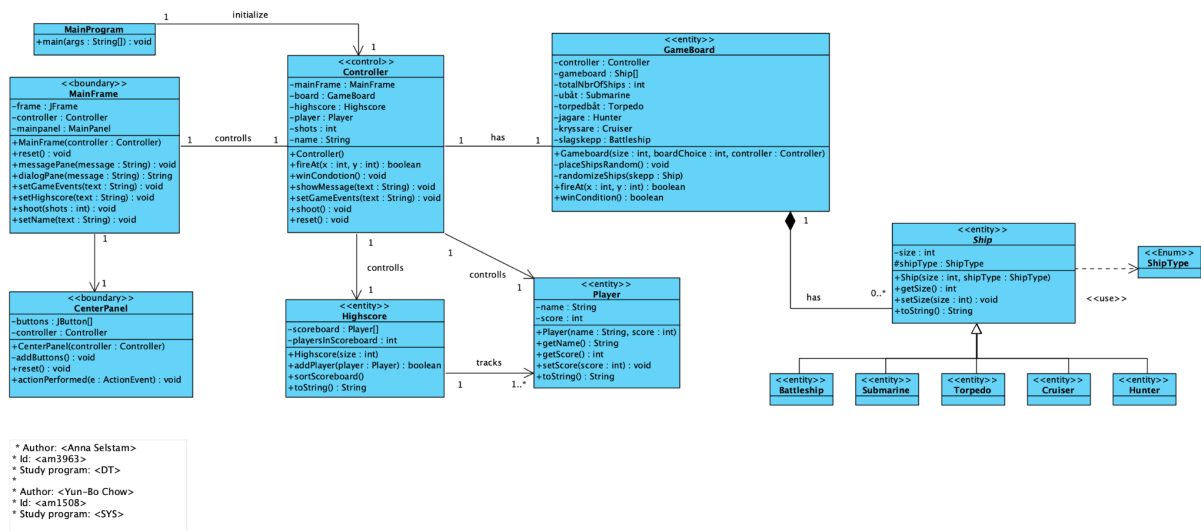 MainProgram
+main(args : String[]) : void
1
initialize
1
<<boundary>>
MainFrame
-frame : JFrame
-controller : Controller
-mainpanel : MainPanel
+MainFrame(controller : Controller)
+reset() : void
+messagePane(message : String) : void
+dialogPane(message : String) : String
+setGameEvents(text : String) : void
+setHighscore(text : String) : void
+shoot(shots : int) : void
+setName(text : String) : void
1
controlls
1
<<control>>
Controller
-mainFrame : MainFrame
-board : GameBoard
-highscore : Highscore
-player : Player
-shots : int
-name : String
+Controller()
+fireAt(x : int, y : int) : boolean
+winCondotion() : void
+showMessage(text : String) : void
+setGameEvents(text : String) : void
+shoot() : void
+reset() : void
1
has
1
<<entity>>
GameBoard
-controller : Controller
-gameboard : Ship[]
-totalNbrOfShips : int
-ubåt : Submarine
-torpedbåt : Torpedo
-jagare : Hunter
-kryssare : Cruiser
-slagskepp : Battleship
+Gameboard(size : int, boardChoice : int, controller : Controller)
-placeShipsRandom() : void
-randomizeShips(skepp : Ship)
+fireAt(x : int, y : int) : boolean
+winCondition() : boolean
1
has
0..*
<<entity>>
Ship
-size : int
#shipType : ShipType
+Ship(size : int, shipType : ShipType)
+getSize() : int
+setSize(size : int) : void
+toString() : String
<<use>>
<<Enum>>
ShipType
1
1
<<boundary>>
CenterPanel
-buttons : JButton[]
-controller : Controller
+CenterPanel(controller : Controller)
-addButtons() : void
+reset() : void
+actionPerformed(e : ActionEvent) : void
1
controlls
1
<<entity>>
Highscore
-scoreboard : Player[]
-playersInScoreboard : int
+Highscore(size : int)
+addPlayer(player : Player) : boolean
+sortScoreboard()
+toString() : String
1
controlls
1
tracks
1
1..*
<<entity>>
Player
-name : String
-score : int
+Player(name : String, score : int)
+getName() : String
+getScore() : int
+setScore(score : int) : void
+toString() : String
<<entity>>
Battleship
<<entity>>
Submarine
<<entity>>
Torpedo
<<entity>>
Cruiser
<<entity>>
Hunter
* Author: <Anna Selstam>
* Id: <am3963>
* Study program: <DT>
*
* Author: <Yun-Bo Chow>
* Id: <am1508>
* Study program: <SYS>